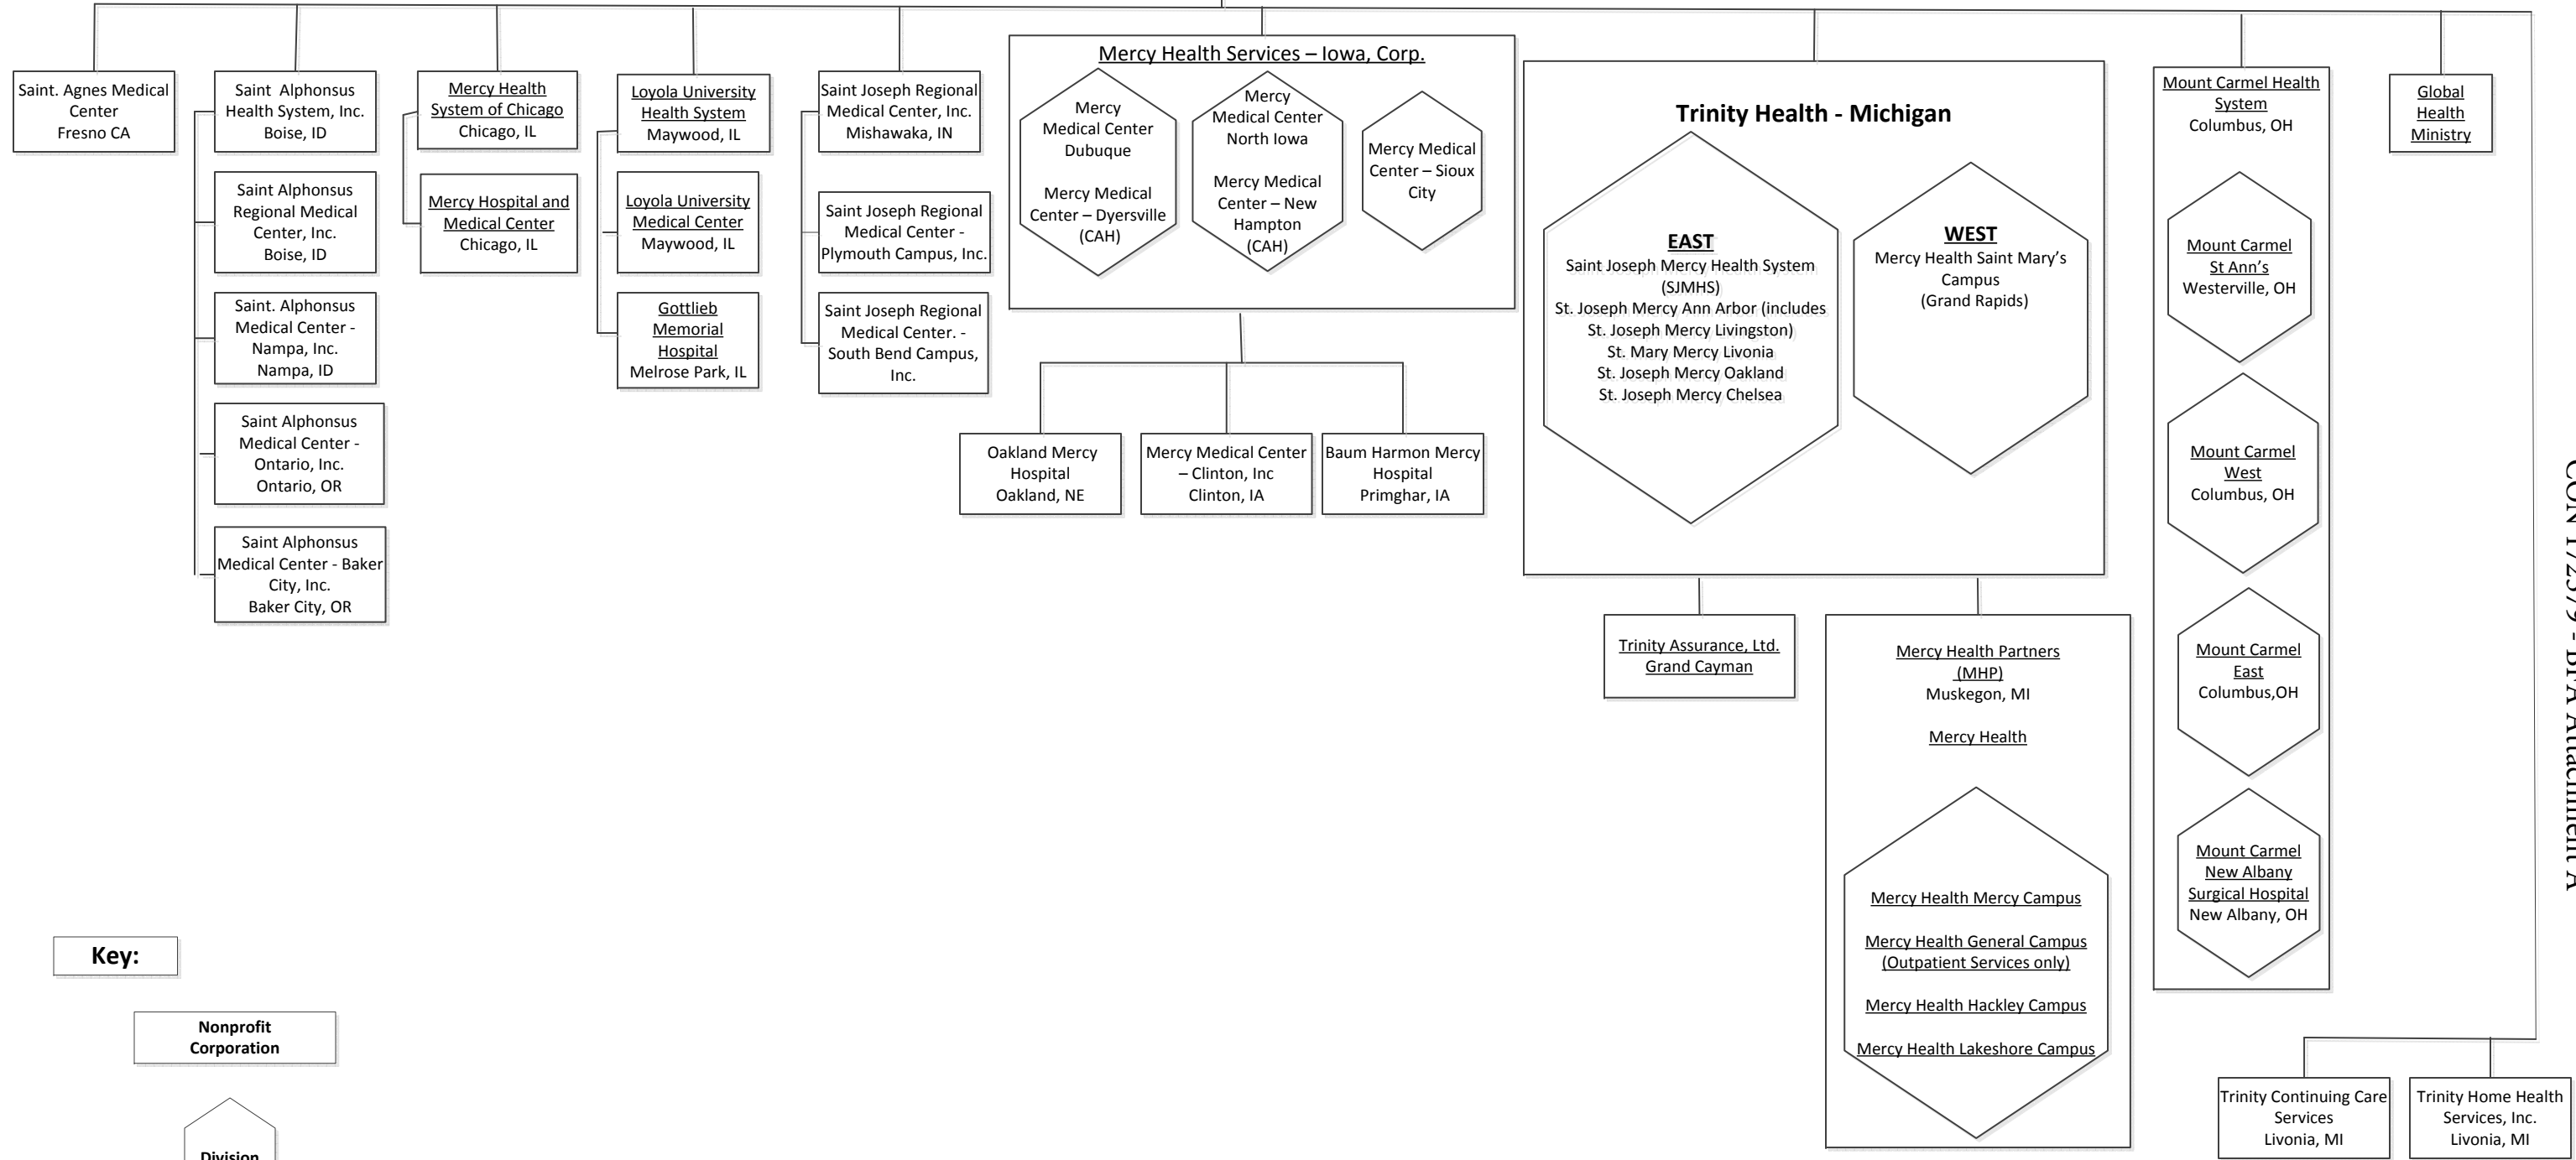 Saint. Agnes Medical
Center
Fresno CA
Saint  Alphonsus
Health System, Inc.
Boise, ID
Saint Alphonsus
Regional Medical
Center, Inc.
Boise, ID
Saint. Alphonsus
Medical Center -
Nampa, Inc.
Nampa, ID
Saint Alphonsus
Medical Center -
Ontario, Inc.
Ontario, OR
Saint Alphonsus
Medical Center - Baker
City, Inc.
Baker City, OR
Mercy Health
System of Chicago
Chicago, IL
Mercy Hospital and
Medical Center
Chicago, IL
Loyola University
Health System
Maywood, IL
Loyola University
Medical Center
Maywood, IL
Gottlieb
Memorial
Hospital
Melrose Park, IL
Saint Joseph Regional
Medical Center, Inc.
Mishawaka, IN
Saint Joseph Regional
Medical Center -
Plymouth Campus, Inc.
Saint Joseph Regional
Medical Center. -
South Bend Campus,
Inc.
Mercy Health Services – Iowa, Corp.
Mercy
Medical Center
Dubuque
Mercy Medical
Center – Dyersville
(CAH)
Mercy
Medical Center
North Iowa
Mercy Medical
Center – New
Hampton
(CAH)
Mercy Medical
Center – Sioux
City
Oakland Mercy
Hospital
Oakland, NE
Mercy Medical Center
– Clinton, Inc
Clinton, IA
Baum Harmon Mercy
Hospital
Primghar, IA
Trinity Health - Michigan
EAST
Saint Joseph Mercy Health System
(SJMHS)
St. Joseph Mercy Ann Arbor (includes
St. Joseph Mercy Livingston)
St. Mary Mercy Livonia
St. Joseph Mercy Oakland
St. Joseph Mercy Chelsea
WEST
Mercy Health Saint Mary’s
Campus
(Grand Rapids)
Trinity Assurance, Ltd.
Grand Cayman
Mercy Health Partners
(MHP)
Muskegon, MI
Mercy Health
Mercy Health Mercy Campus
Mercy Health General Campus
(Outpatient Services only)
Mercy Health Hackley Campus
Mercy Health Lakeshore Campus
Mount Carmel Health
System
Columbus, OH
Mount Carmel
St Ann’s
Westerville, OH
Mount Carmel
West
Columbus, OH
Mount Carmel
East
Columbus,OH
Mount Carmel
New Albany
Surgical Hospital
New Albany, OH
Global
Health
Ministry
Trinity Continuing Care
Services
Livonia, MI
Trinity Home Health
Services, Inc.
Livonia, MI
Key:
Nonprofit
Corporation
Division
CON 172379 - BFA Attachment A